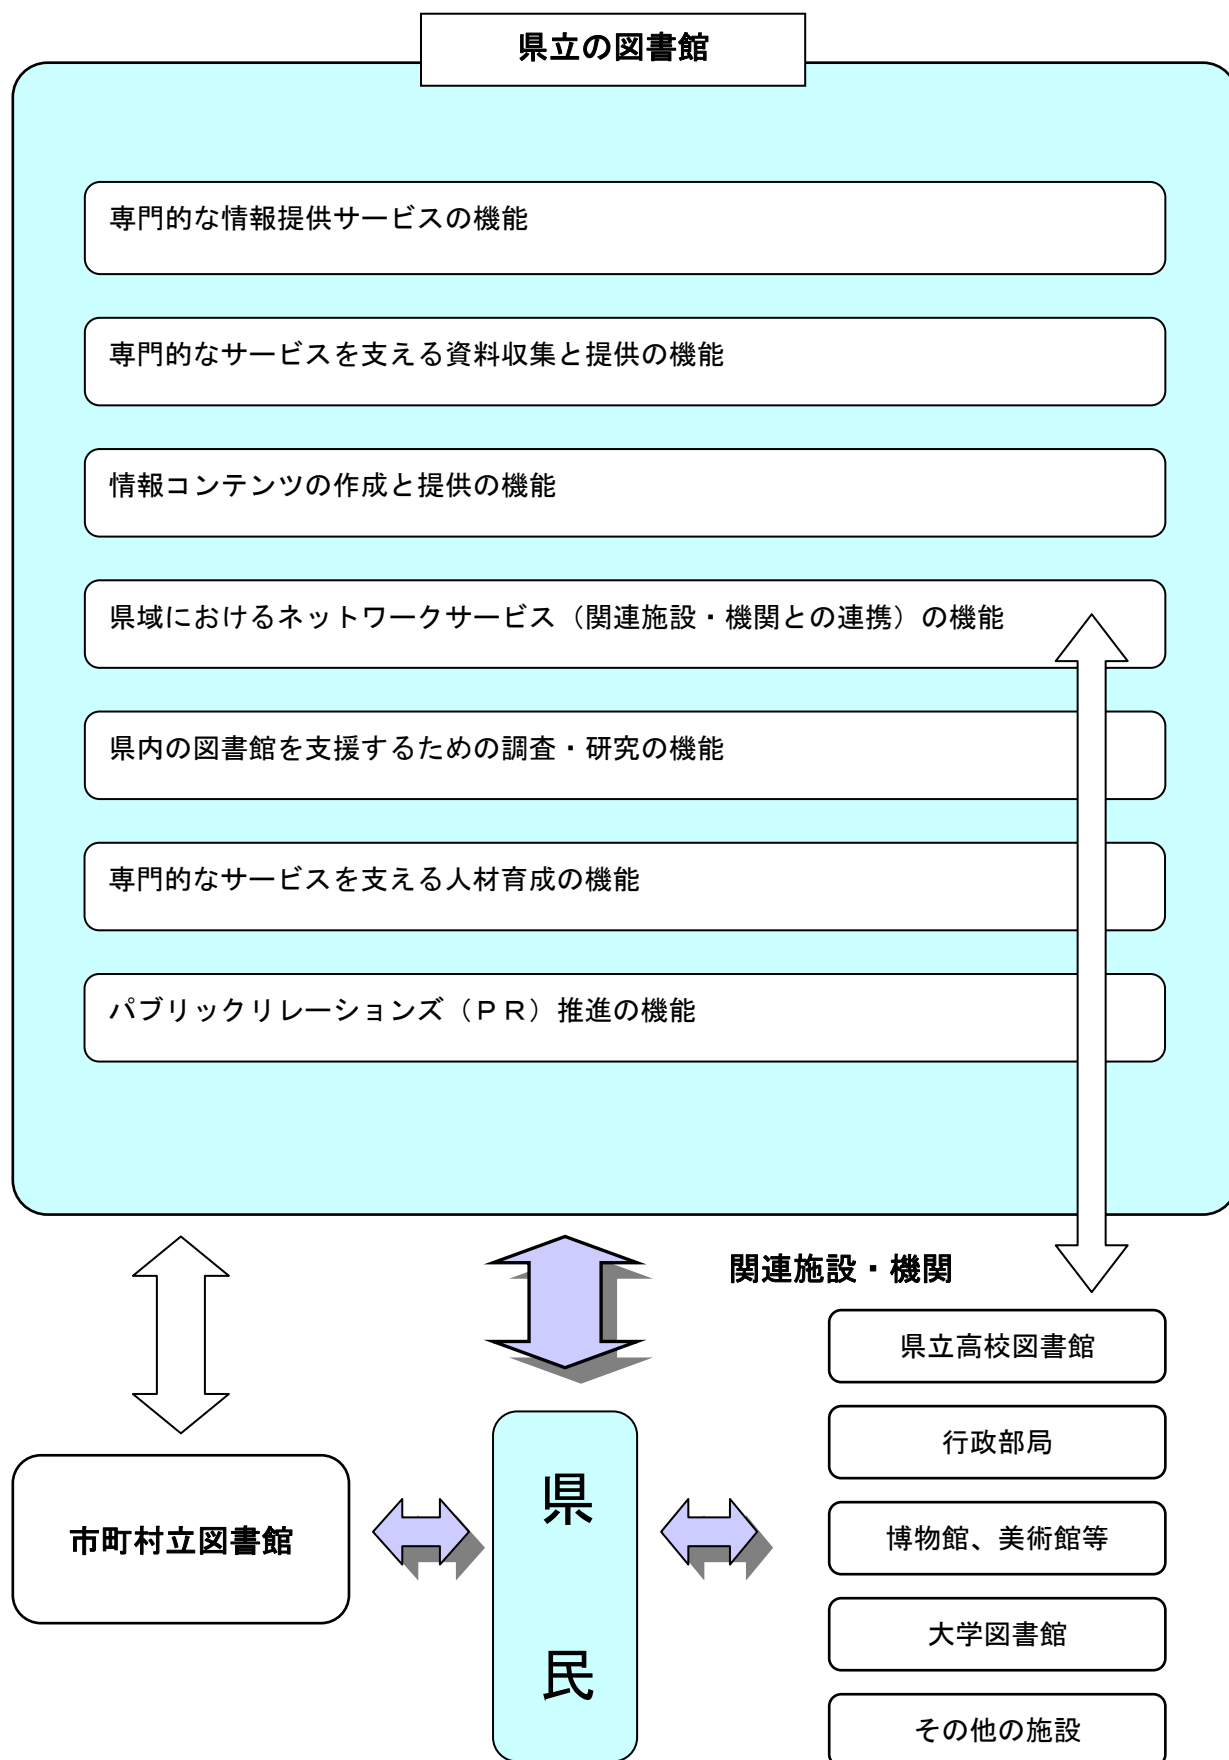 県立の図書館
専門的な情報提供サービスの機能
専門的なサービスを支える資料収集と提供の機能
情報コンテンツの作成と提供の機能
県域におけるネットワークサービス（関連施設・機関との連携）の機能
県内の図書館を支援するための調査・研究の機能
専門的なサービスを支える人材育成の機能
パブリックリレーションズ（ＰＲ）推進の機能
関連施設・機関
県立高校図書館
行政部局
博物館、美術館等
大学図書館
その他の施設
市町村立図書館
県民